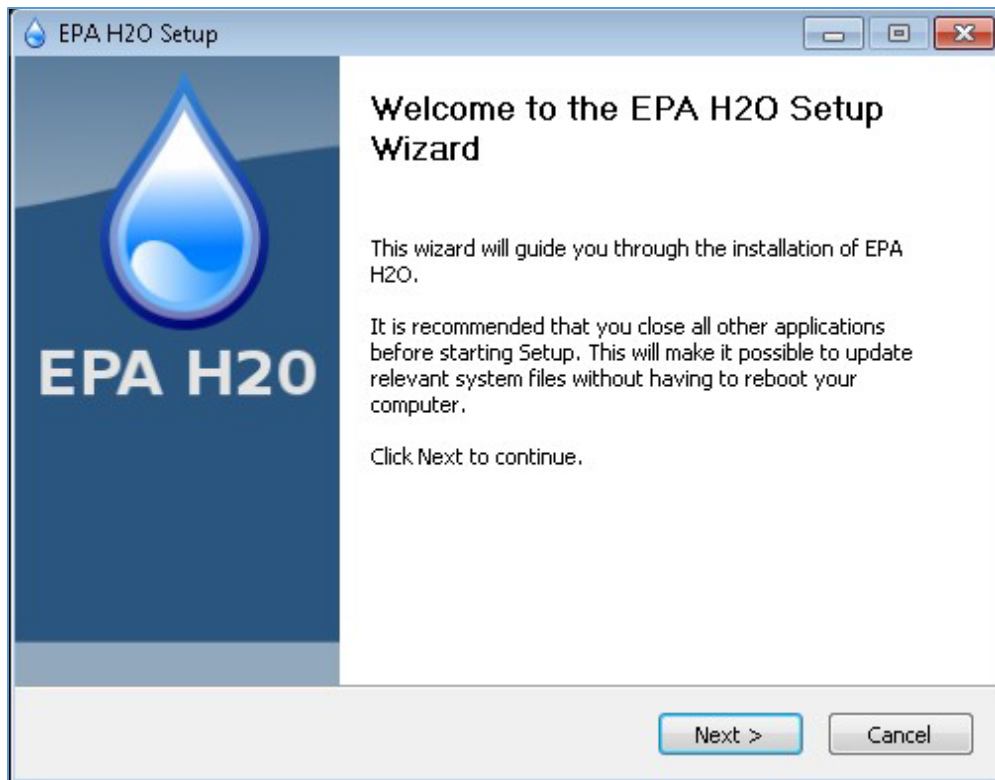 EPA H2O Setup
Welcome to the EPA H2O Setup
Wizard
This wizard will guide you through the installation of EPA
H2O.
It is recommended that you close all other applications
before starting Setup. This will make it possible to update
relevant system files without having to reboot your
computer.
Click Next to continue.
EPA H20
Next >
Cancel